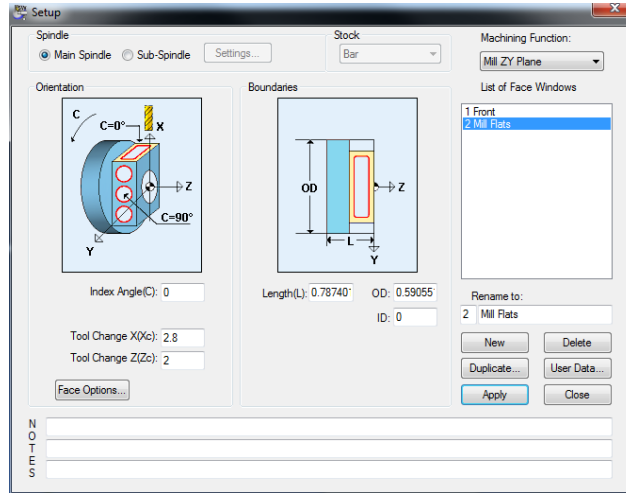 Setup
Spindle
Main Spindle Sub-Spindle Settings...
Stock
Bar
Machining Function:
Mill ZY Plane
Orientation
C
C=0°
X
Z
C=90°
Y
Index Angle(C): 0
Tool Change X(Xc): 2.8
Tool Change Z(Zc): 2
Face Options...
Boundaries
OD
Z
L
Y
Length(L): 0.78740
OD: 0.59055
ID: 0
List of Face Windows
1 Front
2 Mill Flats
Rename to:
2 Mill Flats
New Delete
Duplicate... User Data...
Apply Close
NOTES